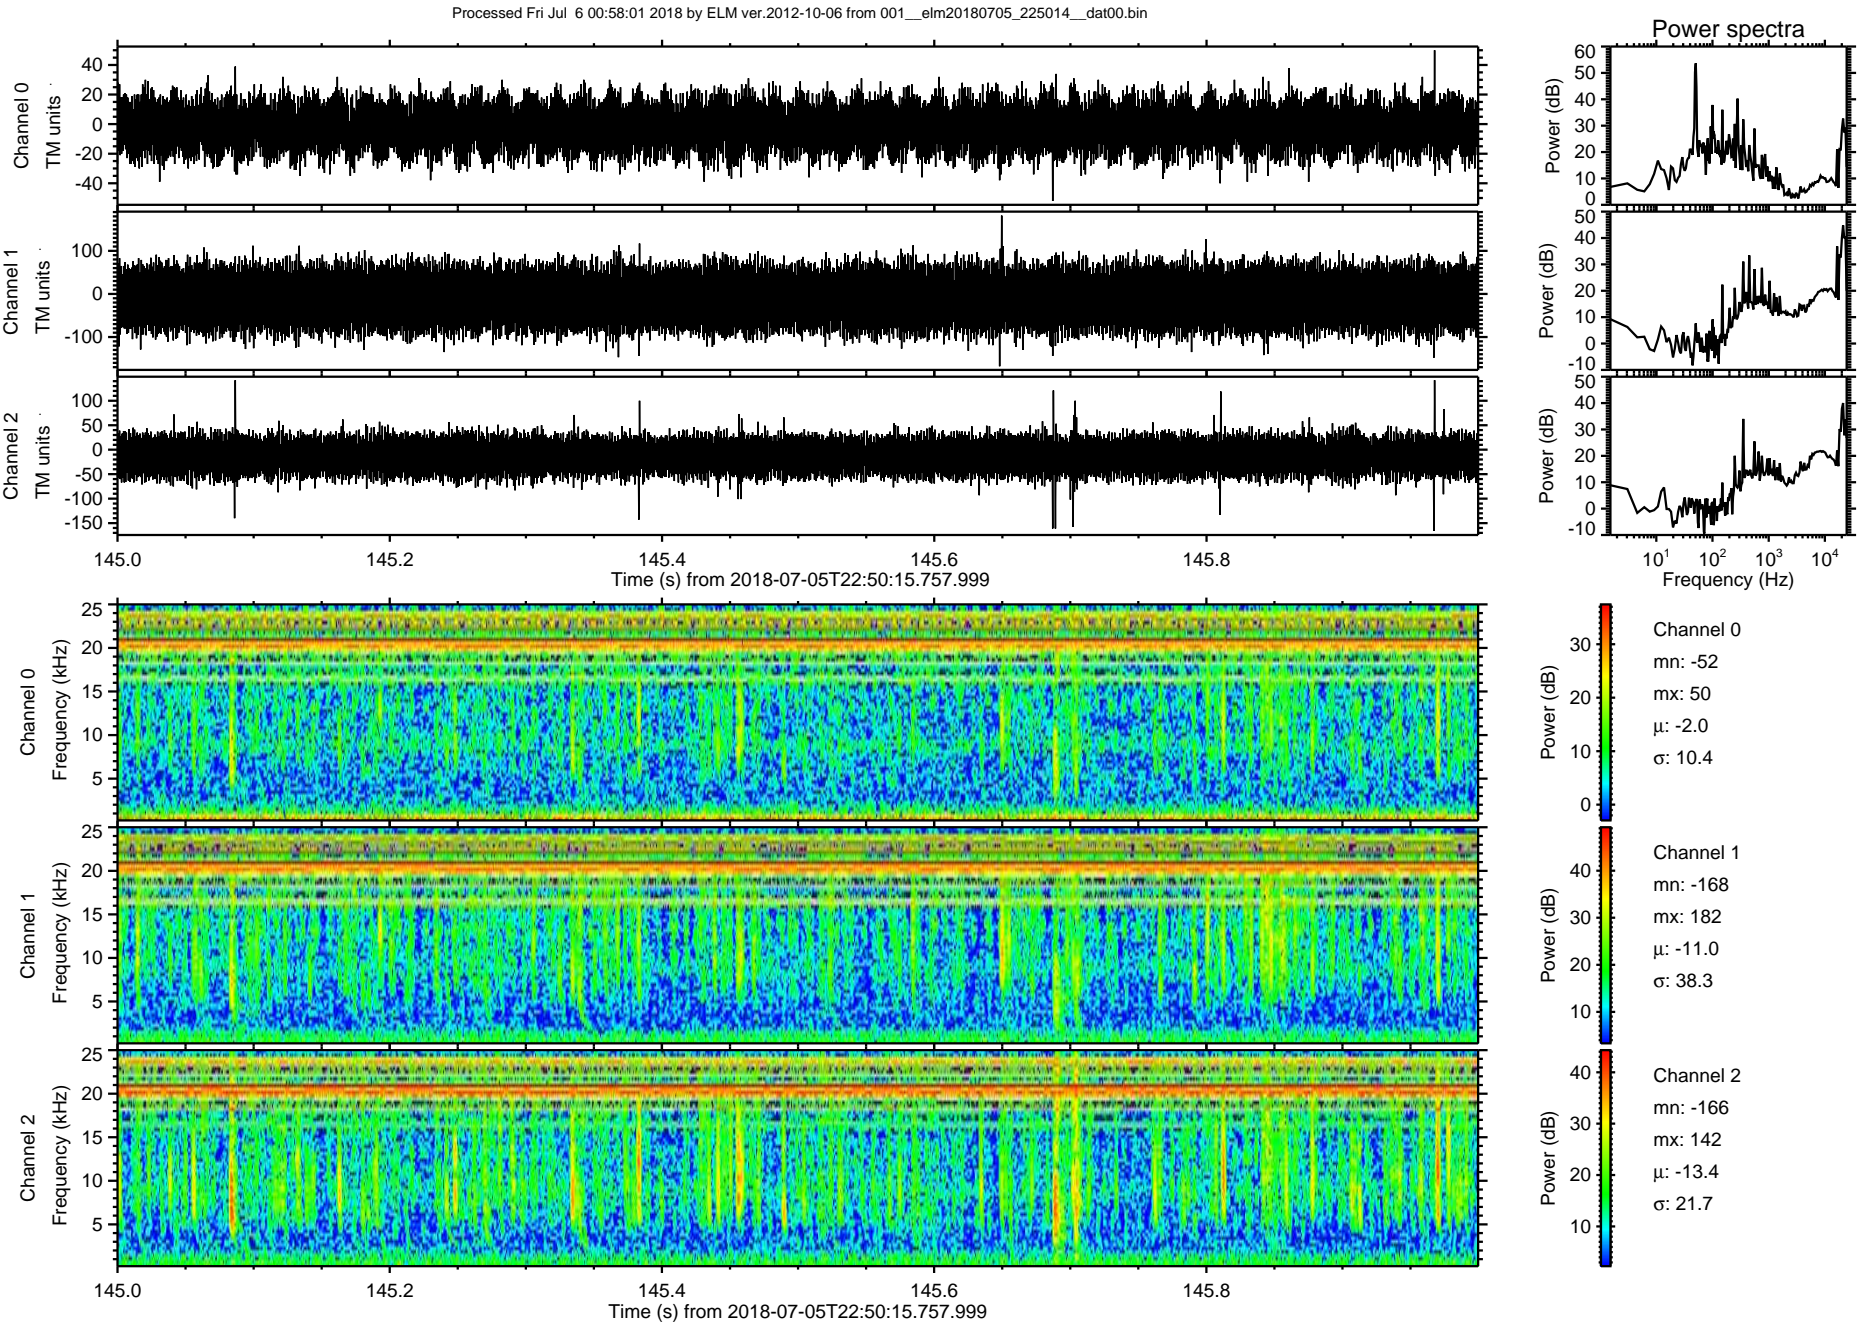 Processed Fri Jul  6 00:58:01 2018 by ELM ver.2012-10-06 from 001__elm20180705_225014__dat00.bin
Power spectra
Channel 0
TM units
40
20
0
-20
-40
Power (dB)
60
50
40
30
20
10
0
Channel 1
TM units
100
0
-100
Power (dB)
50
40
30
20
10
0
-10
Channel 2
TM units
100
50
0
-50
-100
-150
Power (dB)
50
40
30
20
10
0
-10
145.0 145.2 145.4 145.6 145.8
Time (s) from 2018-07-05T22:50:15.757.999
10^1 10^2 10^3 10^4
Frequency (Hz)
Channel 0
Frequency (kHz)
25
20
15
10
5
Power (dB)
30
20
10
0
Channel 0
mn: -52
mx: 50
μ: -2.0
σ: 10.4
Channel 1
Frequency (kHz)
25
20
15
10
5
Power (dB)
40
30
20
10
Channel 1
mn: -168
mx: 182
μ: -11.0
σ: 38.3
Channel 2
Frequency (kHz)
25
20
15
10
5
Power (dB)
40
30
20
10
Channel 2
mn: -166
mx: 142
μ: -13.4
σ: 21.7
145.0 145.2 145.4 145.6 145.8
Time (s) from 2018-07-05T22:50:15.757.999